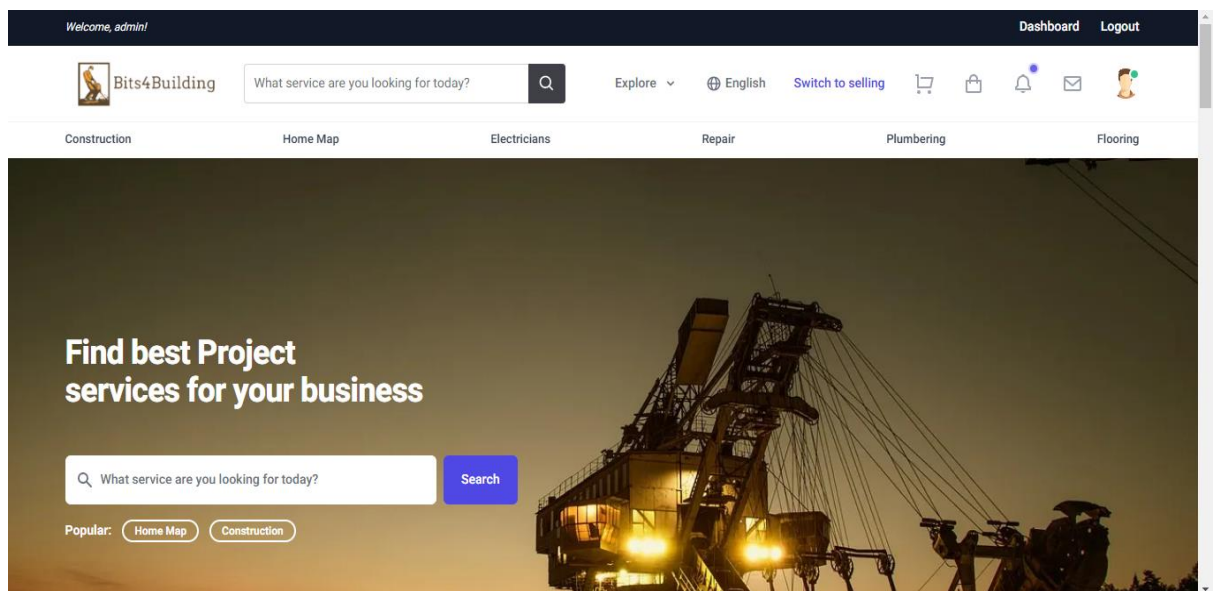 Welcome, admin!
Dashboard
Logout
Bits4Building
What service are you looking for today?
Explore
English
Switch to selling
Construction
Home Map
Electricians
Repair
Plumbering
Flooring
Find best Project
services for your business
What service are you looking for today?
Search
Popular:
Home Map
Construction